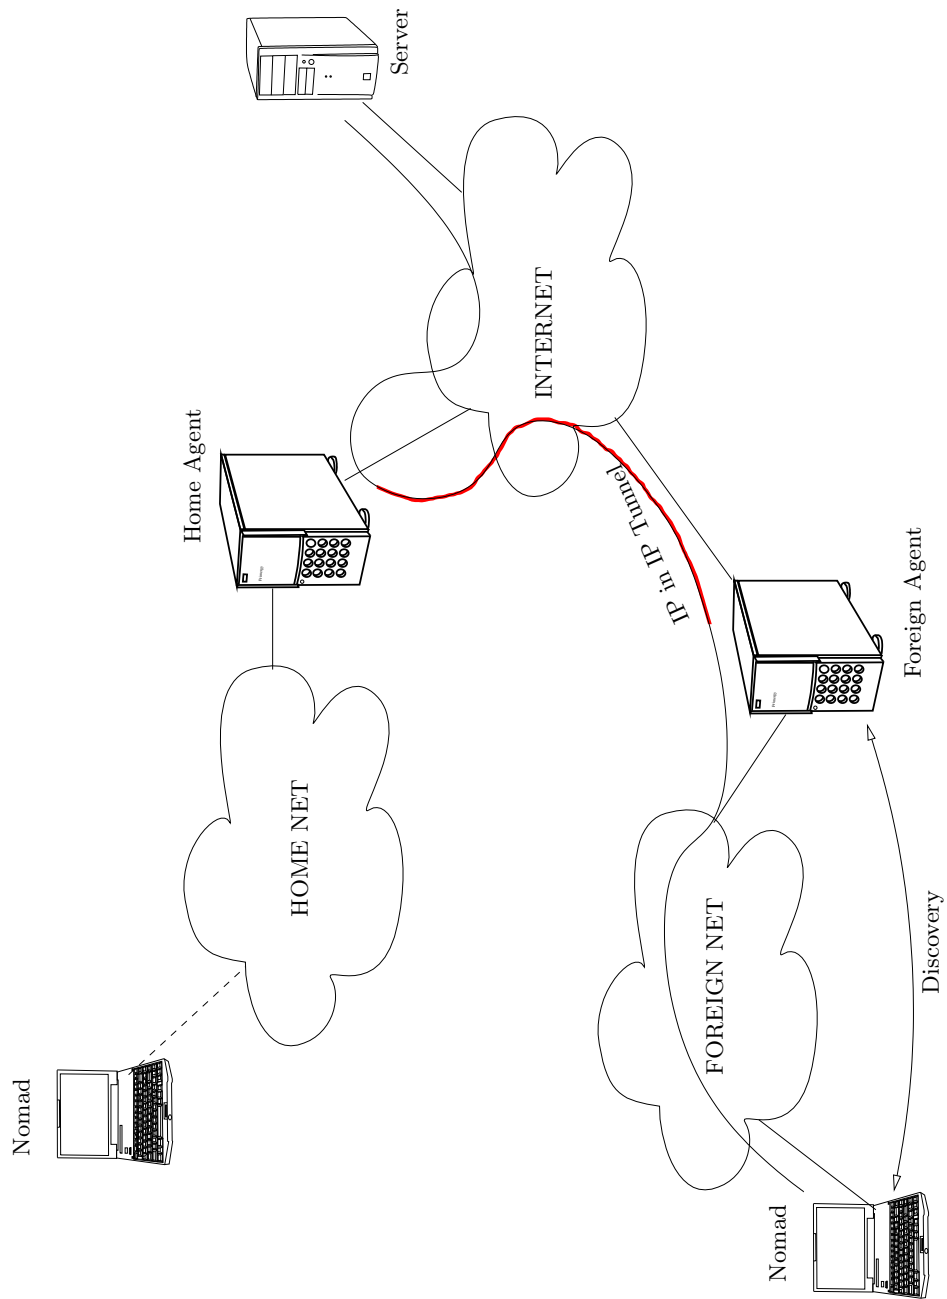 Server
INTERNET
Home Agent
IP in IP Tunnel
Foreign Agent
HOME NET
FOREIGN NET
Discovery
Nomad
Nomad